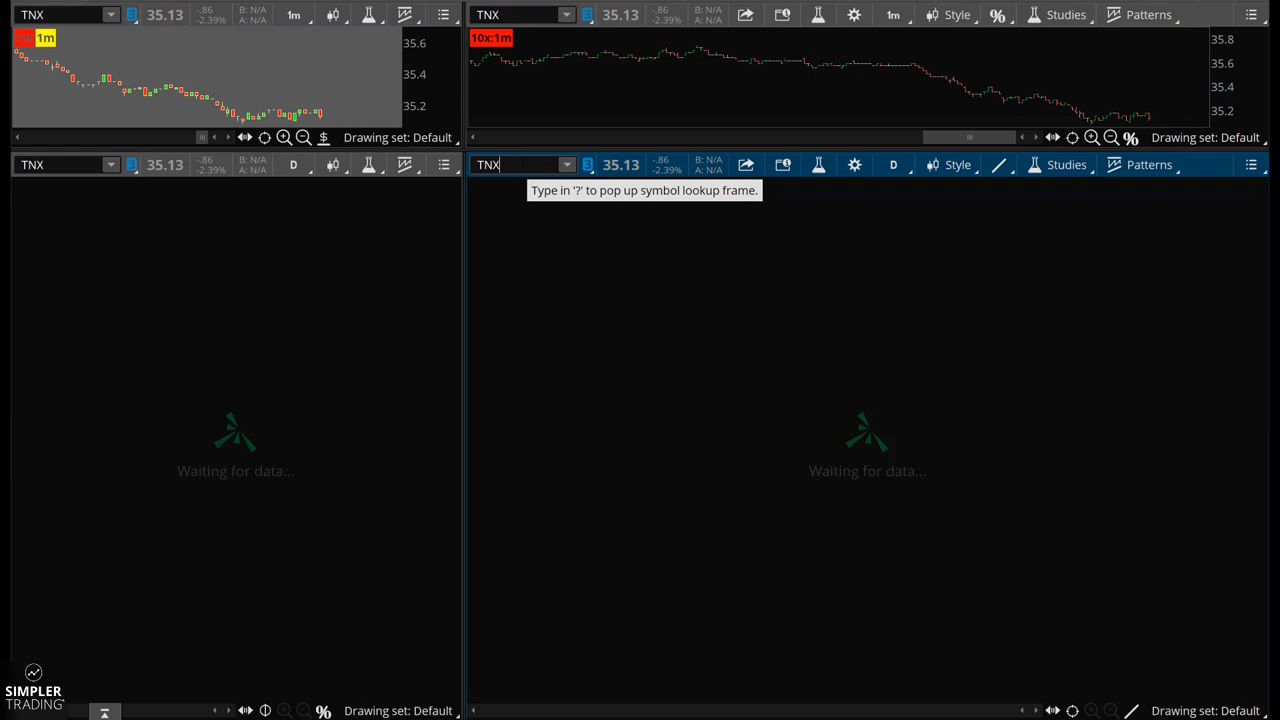 TNX 3 35.13 -.86 -2.39% B: N/A A: N/A 1m
TNX 3 35.13 -.86 -2.39% B: N/A A: N/A 1m Style % Studies Patterns
1m
35.6
35.4
35.2
10x:1m
35.8
35.6
35.4
35.2
$ Drawing set: Default
% Drawing set: Default
TNX 3 35.13 -.86 -2.39% B: N/A A: N/A D
TNX 3 35.13 -.86 -2.39% B: N/A A: N/A D Style Studies Patterns
Type in '?' to pop up symbol lookup frame.
Waiting for data...
Waiting for data...
SIMPLER
TRADING®
% Drawing set: Default
Drawing set: Default